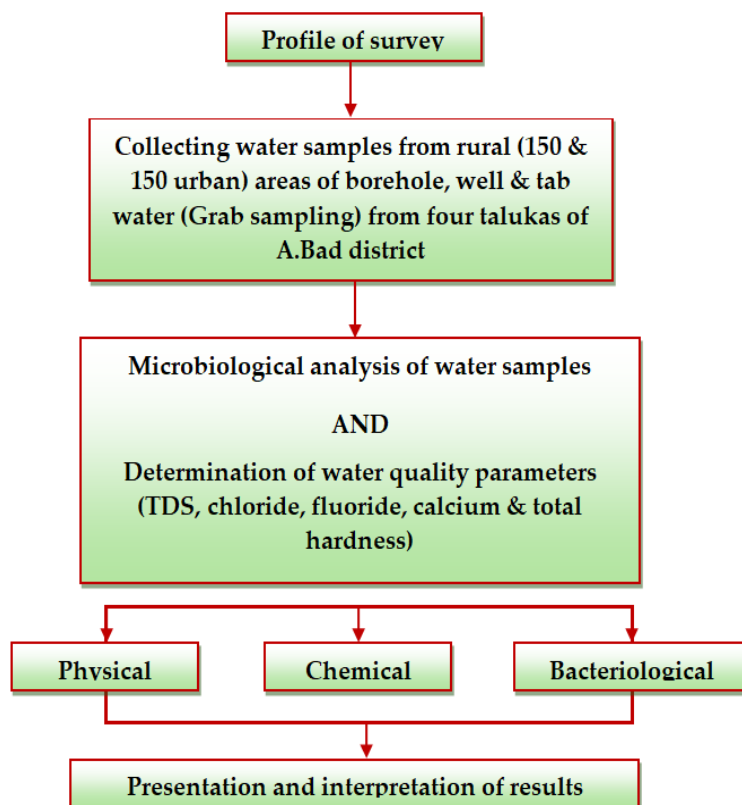 Profile of survey
Collecting water samples from rural (150 &
150 urban) areas of borehole, well & tab
water (Grab sampling) from four talukas of
A.Bad district
Microbiological analysis of water samples
AND
Determination of water quality parameters
(TDS, chloride, fluoride, calcium & total
hardness)
Physical
Chemical
Bacteriological
Presentation and interpretation of results